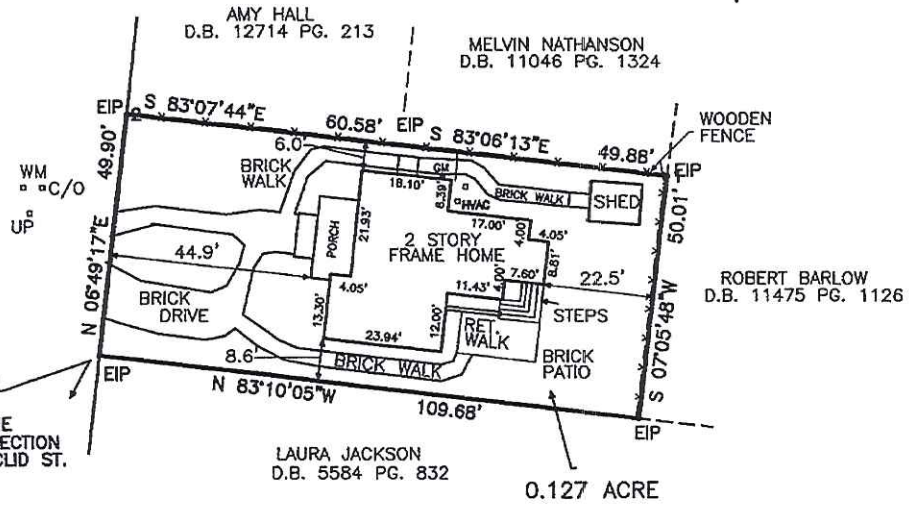 AMY HALL
D.B. 12714 PG. 213
MELVIN NATHANSON
D.B. 11046 PG. 1324
EIP
S 83°07'44"E
60.58'
EIP
S 83°06'13"E
49.88'
WOODEN
FENCE
EIP
49.90'
6.0'
BRICK
WALK
18.10'
GM
BRICK WALK
SHED
50.01'
WM
C/O
UP
HVAC
6.39'
17.00'
4.00'
4.05'
8.61'
21.93'
PORCH
2 STORY
FRAME HOME
N 06°49'17"E
44.9'
4.05'
11.43'
4.00'
7.60'
22.5'
ROBERT BARLOW
D.B. 11475 PG. 1126
BRICK
DRIVE
13.30'
23.94'
12.00'
RET.
WALK
STEPS
BRICK
PATIO
S 07°05'48"W
8.6'
BRICK WALK
EIP
N 83°10'05"W
109.68'
EIP
E
ECTION
CLID ST.
LAURA JACKSON
D.B. 5584 PG. 832
0.127 ACRE